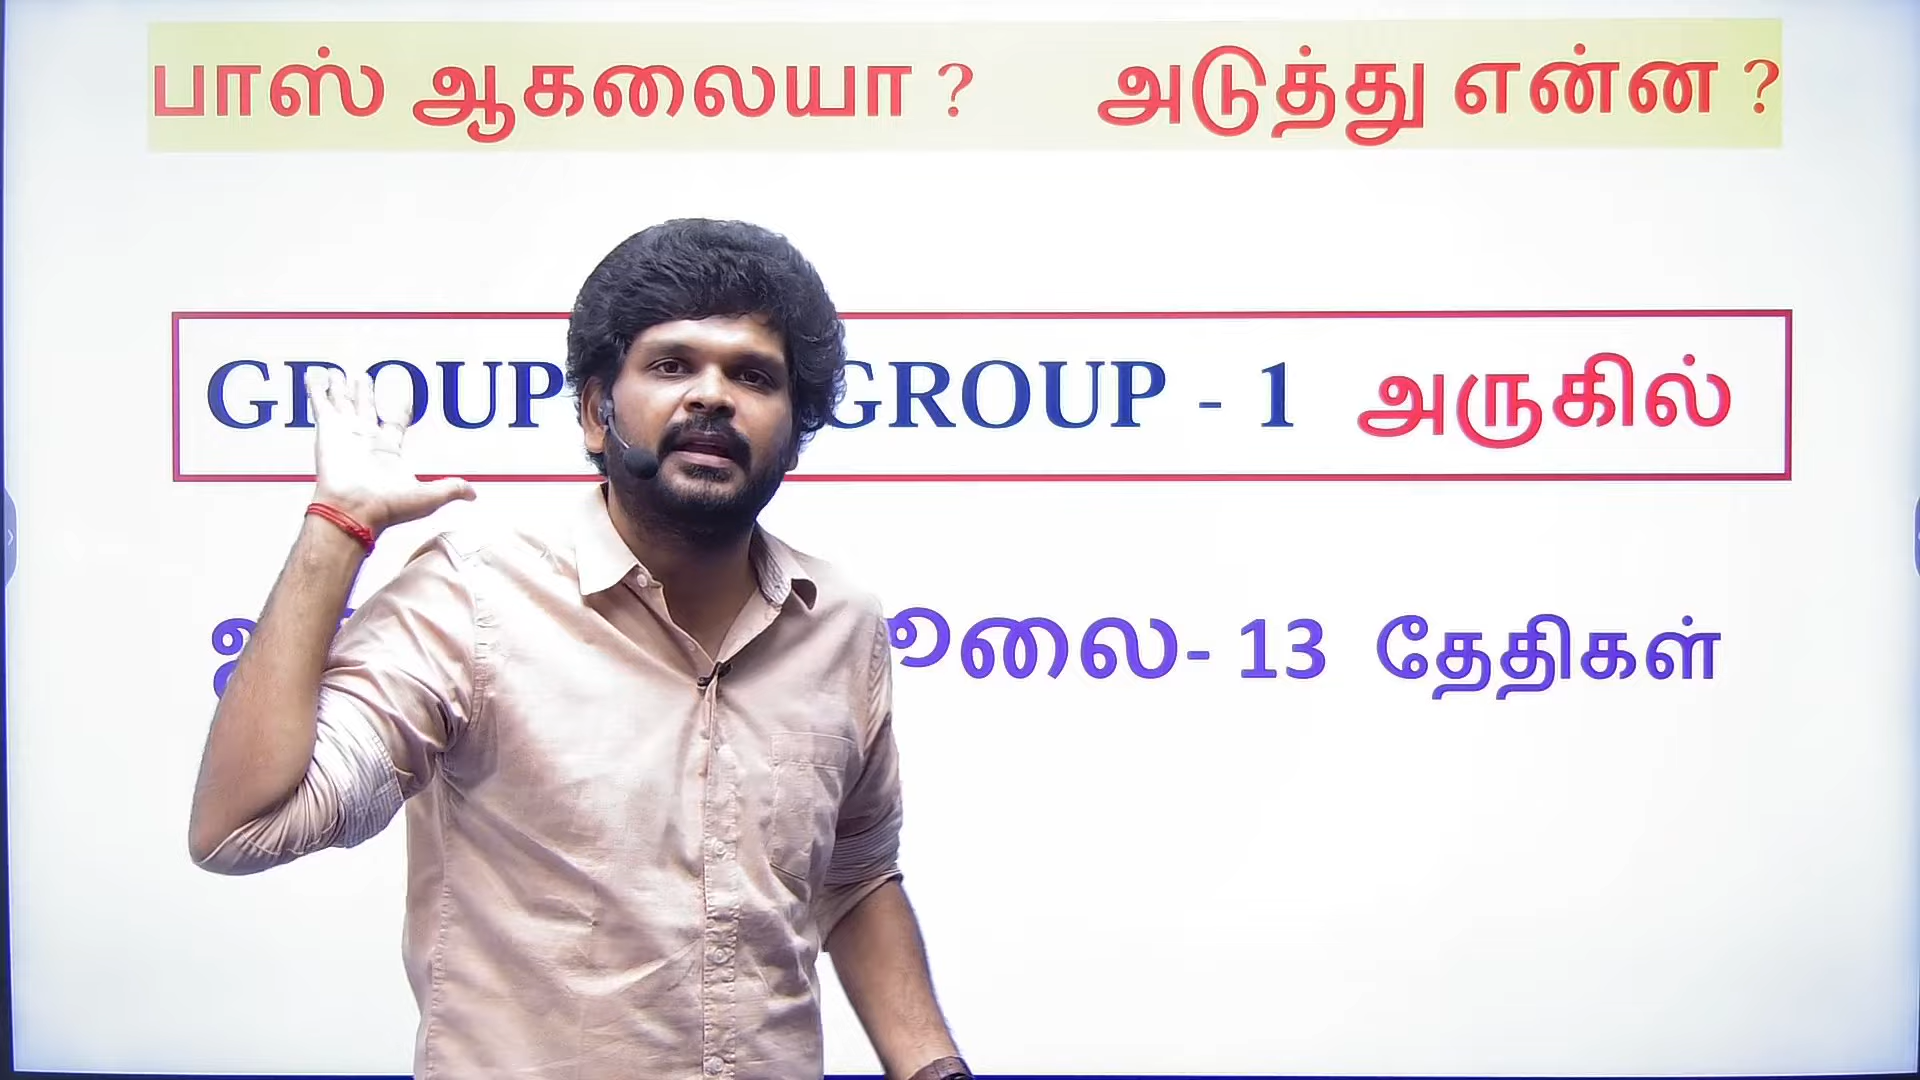 பாஸ் ஆகலையா ? அடுத்து என்ன ?
GROUP GROUP - 1 அருகில்
13 தேதிகள்